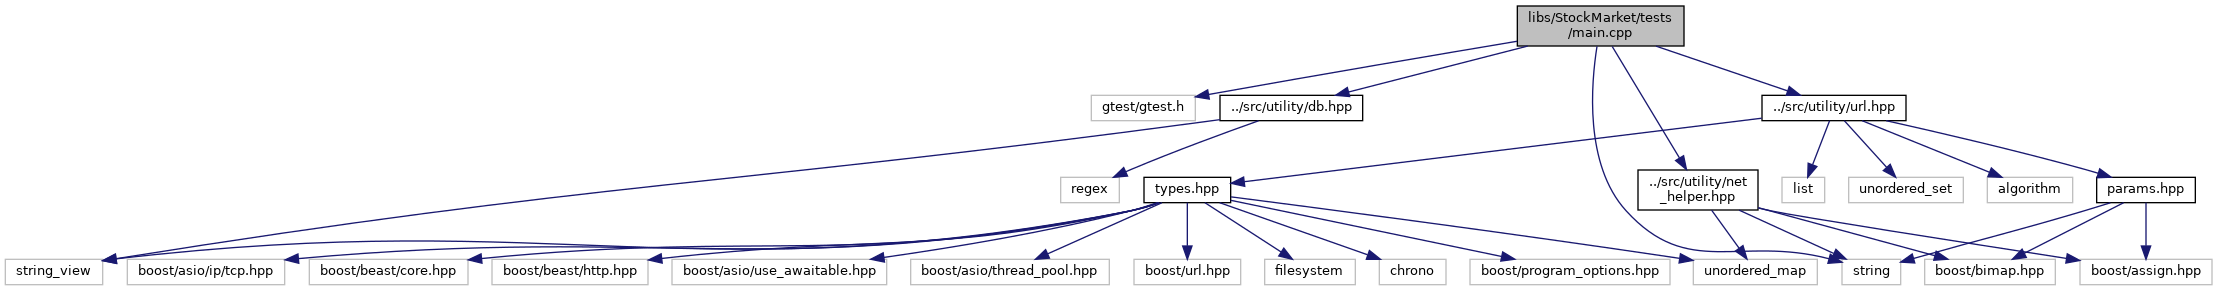 libs/StockMarket/tests
/main.cpp
gtest/gtest.h
../src/utility/db.hpp
../src/utility/url.hpp
regex
types.hpp
../src/utility/net
_helper.hpp
list
unordered_set
algorithm
params.hpp
string_view
boost/asio/ip/tcp.hpp
boost/beast/core.hpp
boost/beast/http.hpp
boost/asio/use_awaitable.hpp
boost/asio/thread_pool.hpp
boost/url.hpp
filesystem
chrono
boost/program_options.hpp
unordered_map
string
boost/bimap.hpp
boost/assign.hpp